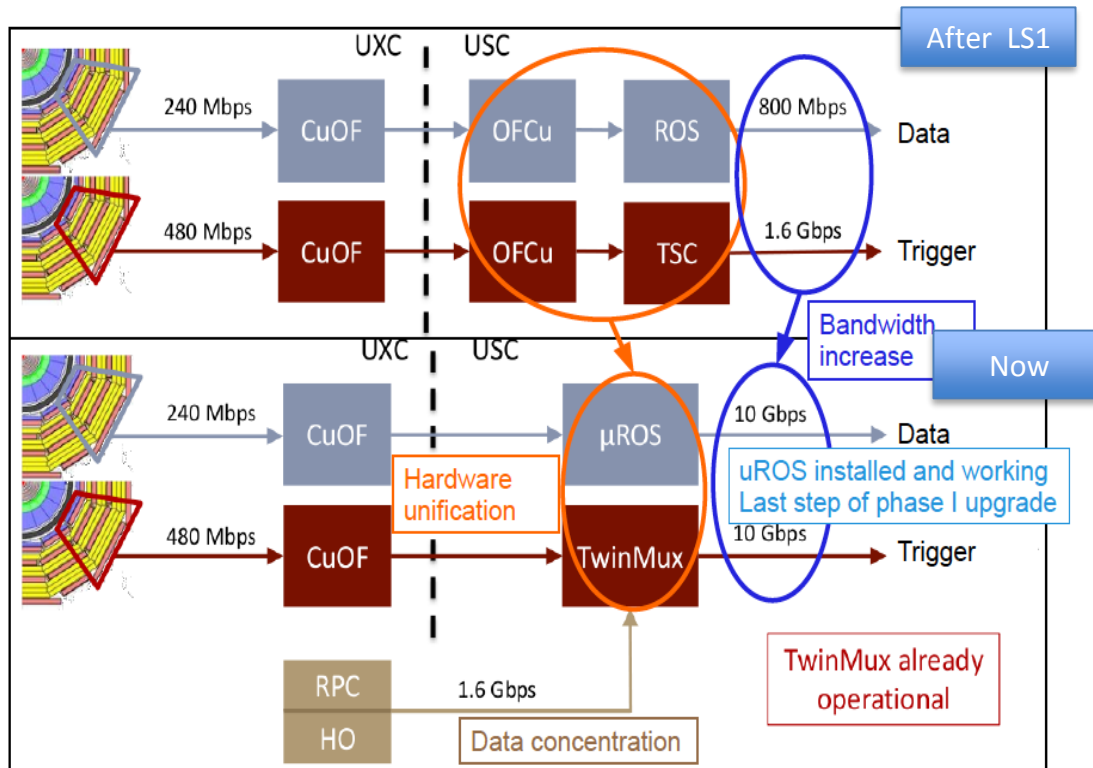 After LS1
UXC
USC
240 Mbps
CuOF
OFCu
ROS
800 Mbps
Data
480 Mbps
CuOF
OFCu
TSC
1.6 Gbps
Trigger
Bandwidth
increase
Now
UXC
USC
240 Mbps
CuOF
µROS
10 Gbps
Data
Hardware
unification
uROS installed and working
Last step of phase I upgrade
480 Mbps
CuOF
TwinMux
10 Gbps
Trigger
RPC
HO
1.6 Gbps
Data concentration
TwinMux already
operational